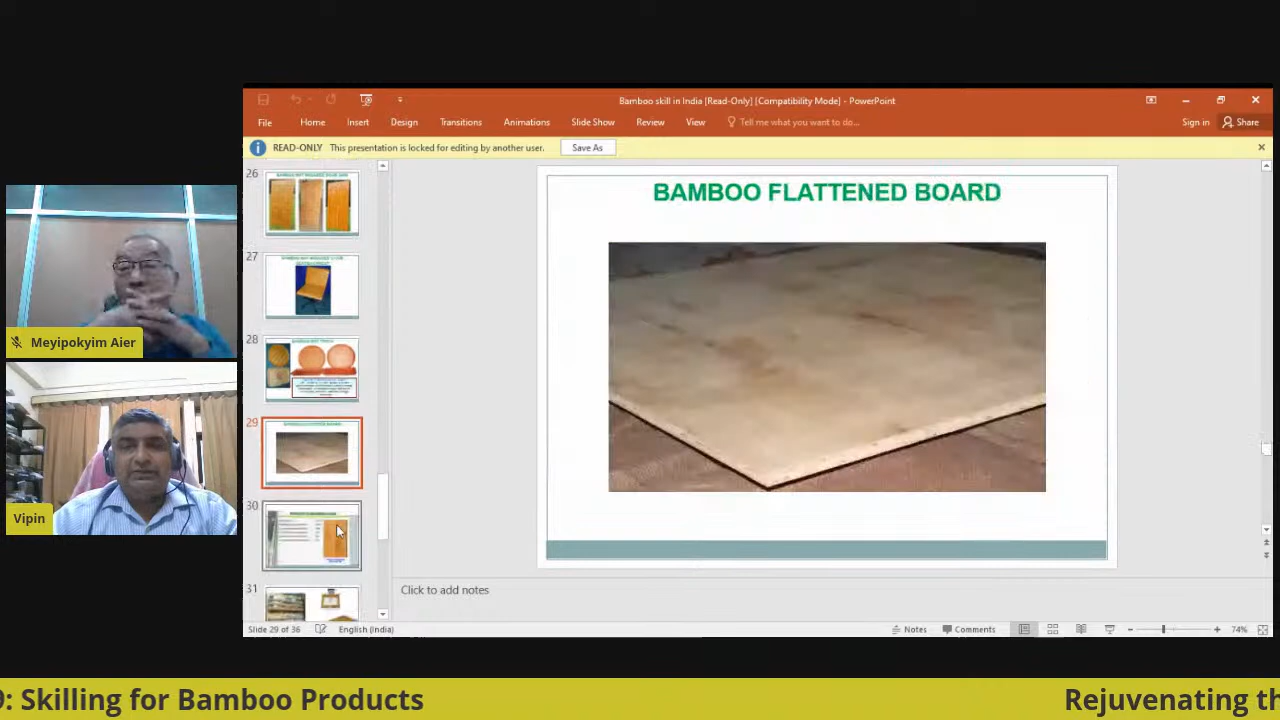 Bamboo skill in India [Read-Only] [Compatibility Mode] - PowerPoint
File Home Insert Design Transitions Animations Slide Show Review View Tell me what you want to do... Sign in Share
READ-ONLY This presentation is locked for editing by another user. Save As
26
27
28
29
30
31
BAMBOO FLATTENED BOARD
Meyipokyim Aier
Vipin
Click to add notes
Slide 29 of 36 English (India) Notes Comments 74%
9: Skilling for Bamboo Products Rejuvenating th